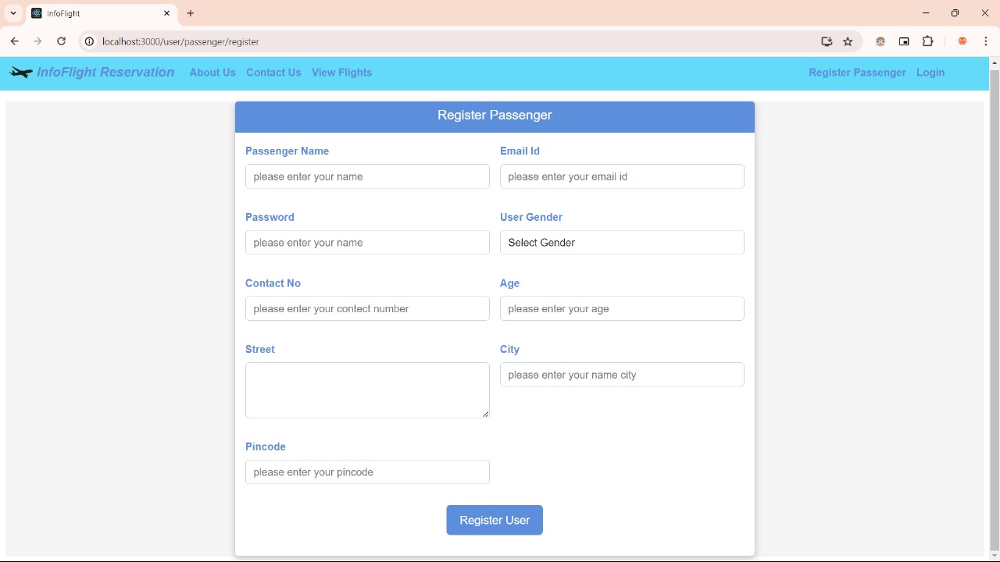 InfoFlight
localhost:3000/user/passenger/register
InfoFlight Reservation About Us Contact Us View Flights Register Passenger Login
Register Passenger
Passenger Name Email Id
please enter your name please enter your email id
Password User Gender
please enter your name Select Gender
Contact No Age
please enter your contect number please enter your age
Street City
please enter your name city
Pincode
please enter your pincode
Register User